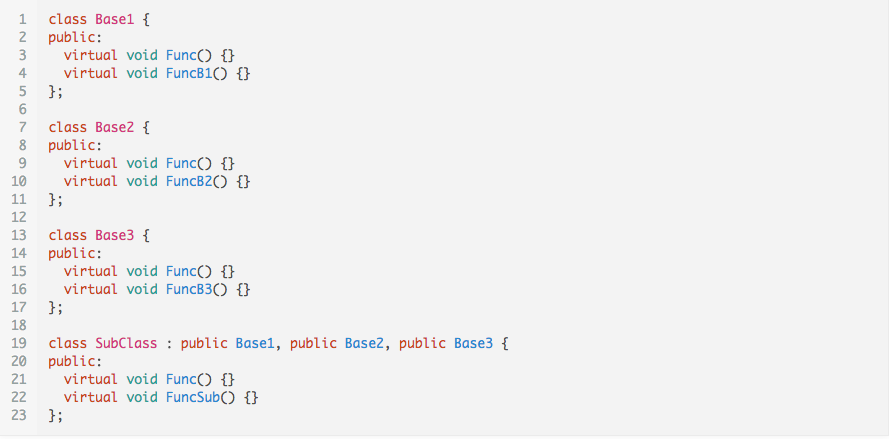 1 class Base1 {
2 public:
3   virtual void Func() {}
4   virtual void FuncB1() {}
5 };
6
7 class Base2 {
8 public:
9   virtual void Func() {}
10   virtual void FuncB2() {}
11 };
12
13 class Base3 {
14 public:
15   virtual void Func() {}
16   virtual void FuncB3() {}
17 };
18
19 class SubClass : public Base1, public Base2, public Base3 {
20 public:
21   virtual void Func() {}
22   virtual void FuncSub() {}
23 };